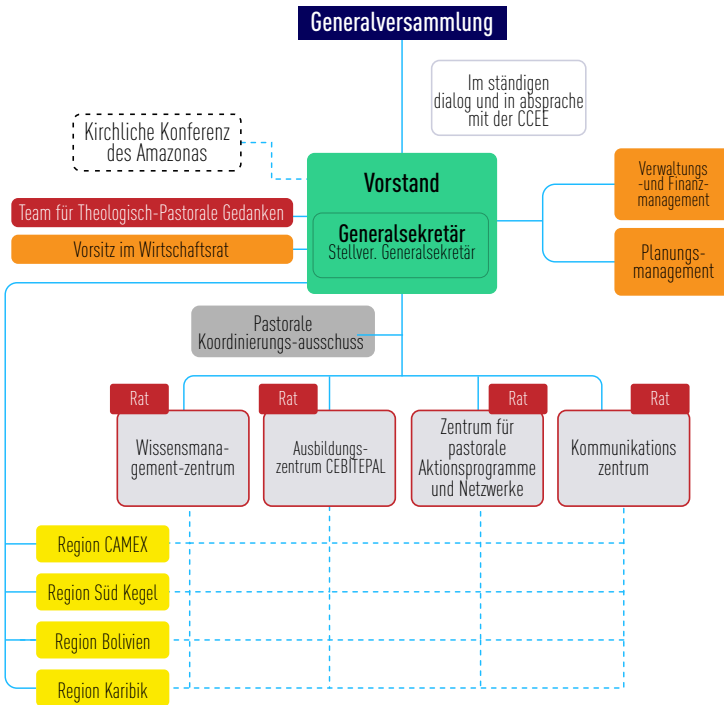 Generalversammlung
Im ständigen
dialog und in absprache
mit der CCEE
Kirchliche Konferenz
des Amazonas
Vorstand
Generalsekretär
Stellver. Generalsekretär
Team für Theologisch-Pastorale Gedanken
Vorsitz im Wirtschaftsrat
Verwaltungs
-und Finanz-
management
Planungs-
management
Pastorale
Koordinierungs-ausschuss
Rat
Wissensmana-
gement-zentrum
Rat
Ausbildungs-
zentrum CEBITEPAL
Rat
Zentrum für
pastorale
Aktionsprogramme
und Netzwerke
Rat
Kommunikations
zentrum
Region CAMEX
Region Süd Kegel
Region Bolivien
Region Karibik